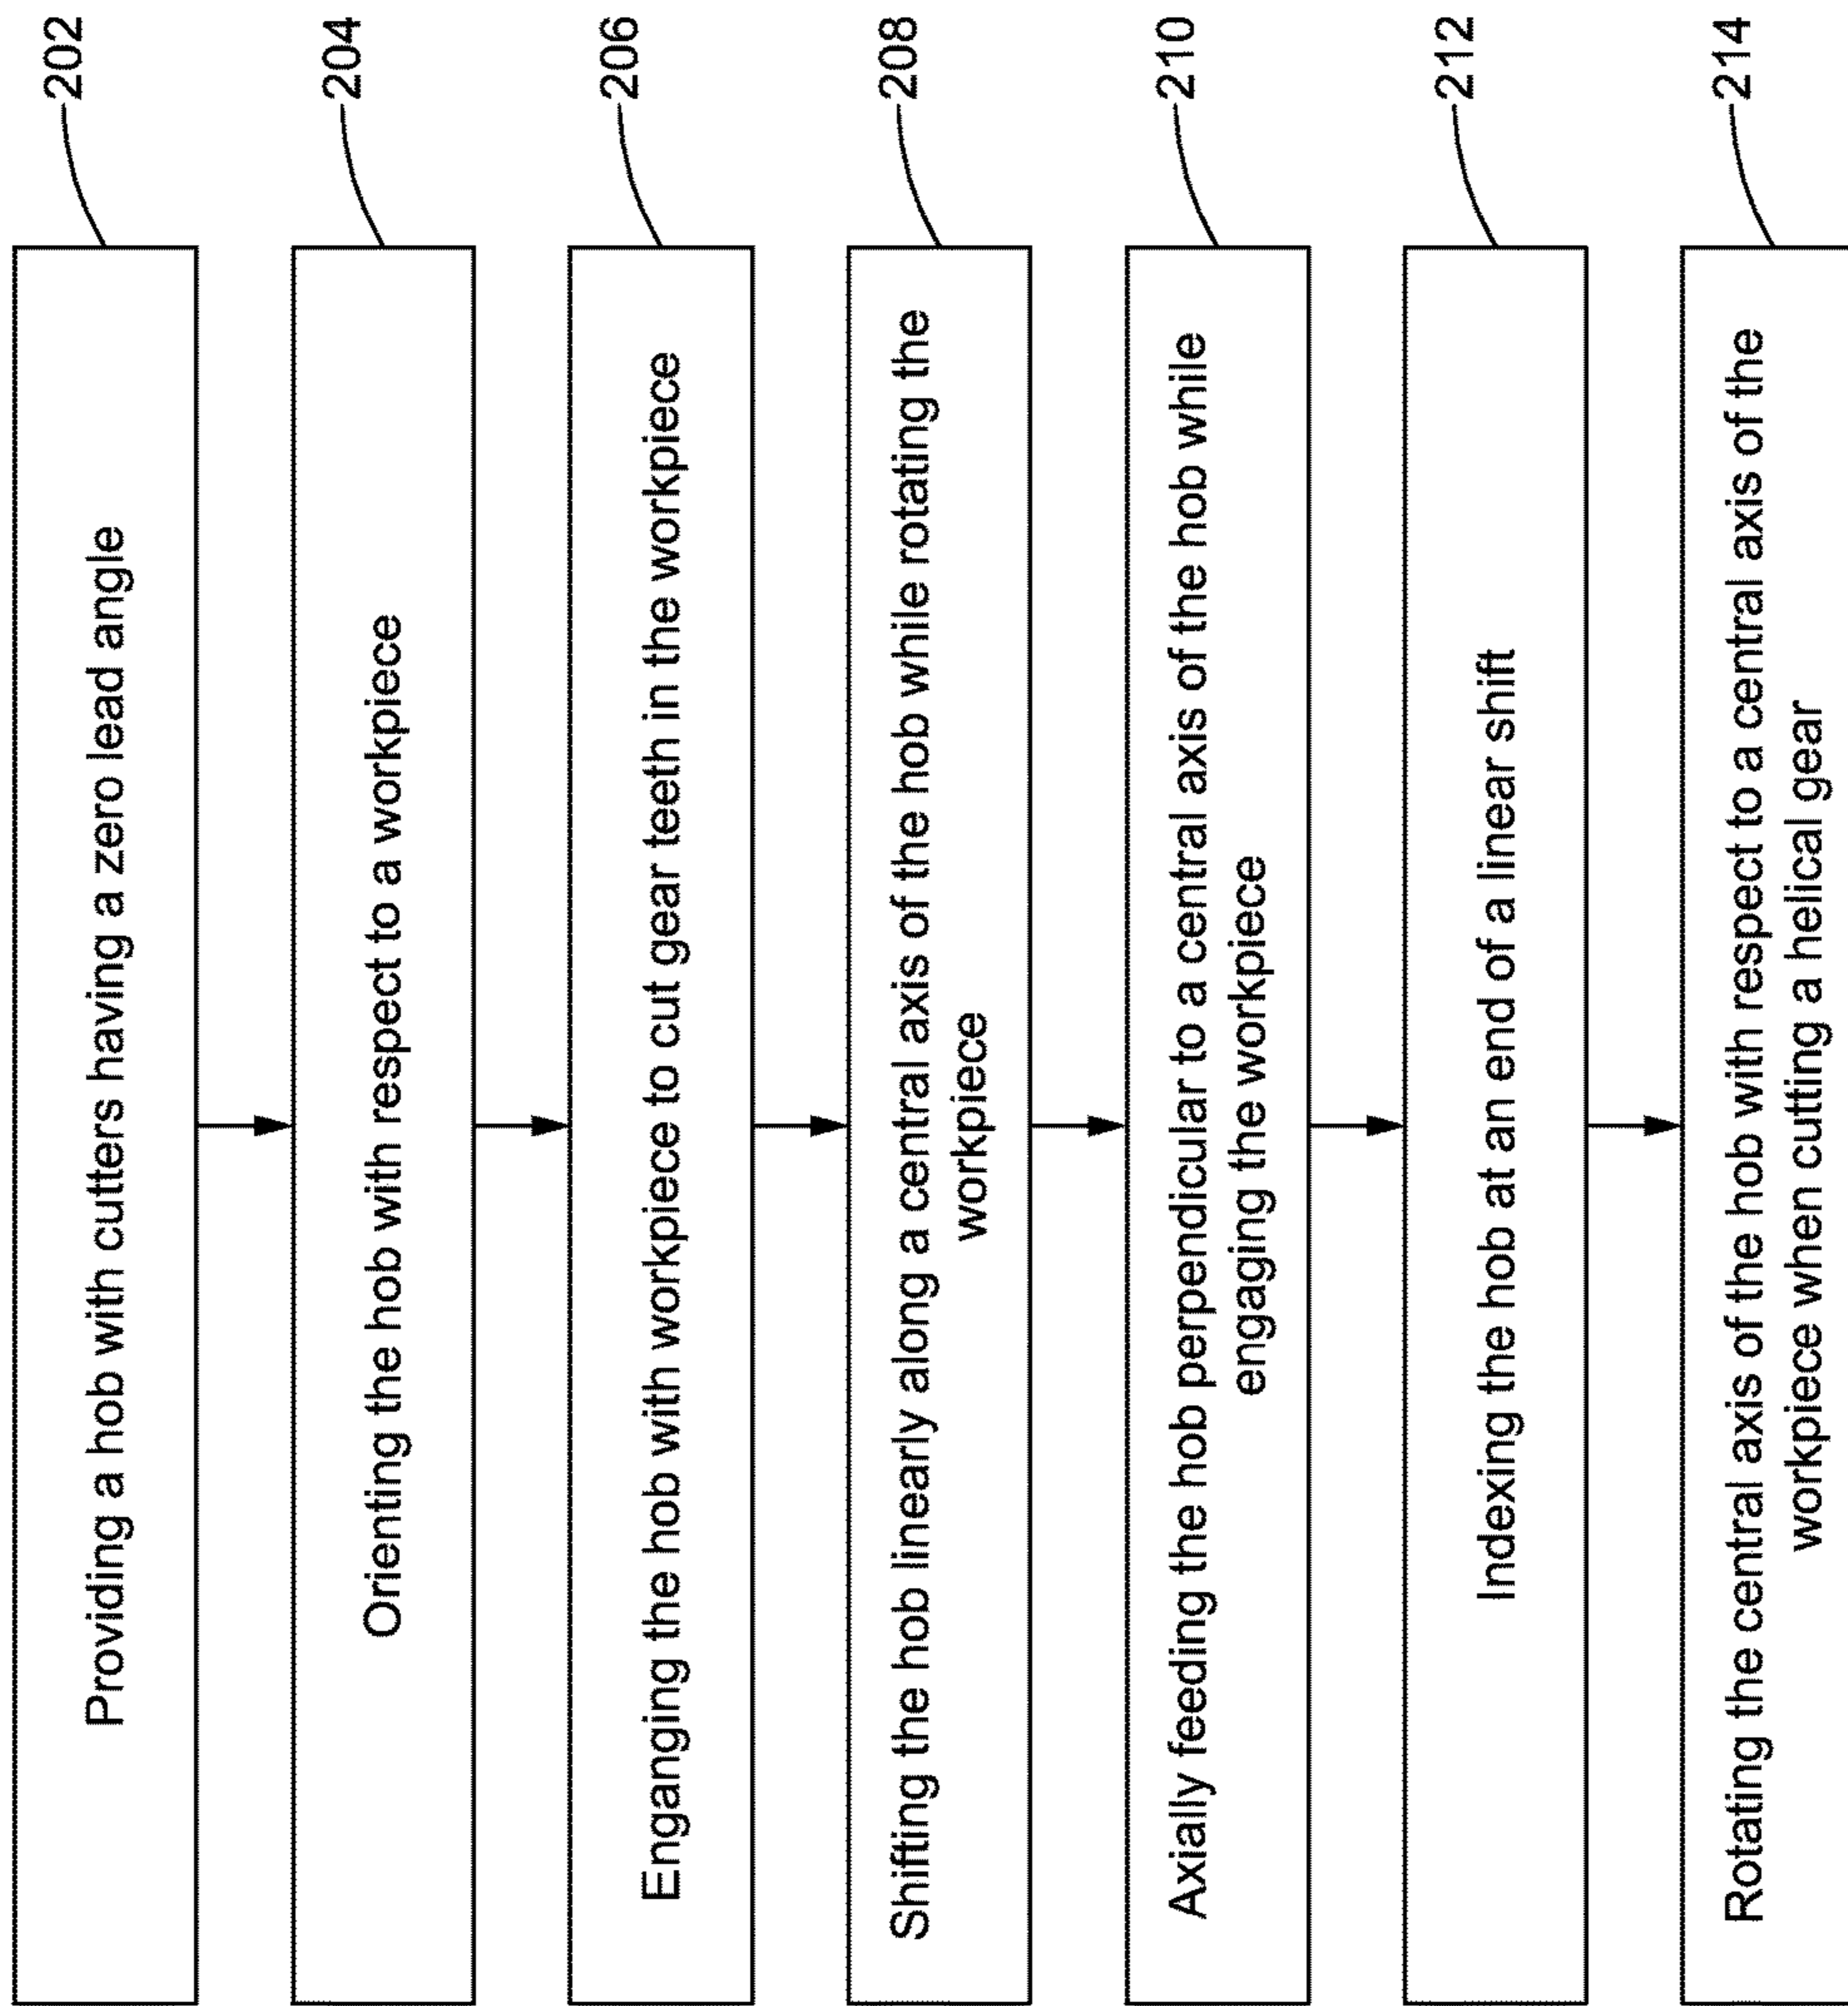 Providing a hob with cutters having a zero lead angle
202
Orienting the hob with respect to a workpiece
204
Enganging the hob with workpiece to cut gear teeth in the workpiece
206
Shifting the hob linearly along a central axis of the hob while rotating the
workpiece
208
Axially feeding the hob perpendicular to a central axis of the hob while
engaging the workpiece
210
Indexing the hob at an end of a linear shift
212
Rotating the central axis of the hob with respect to a central axis of the
workpiece when cutting a helical gear
214